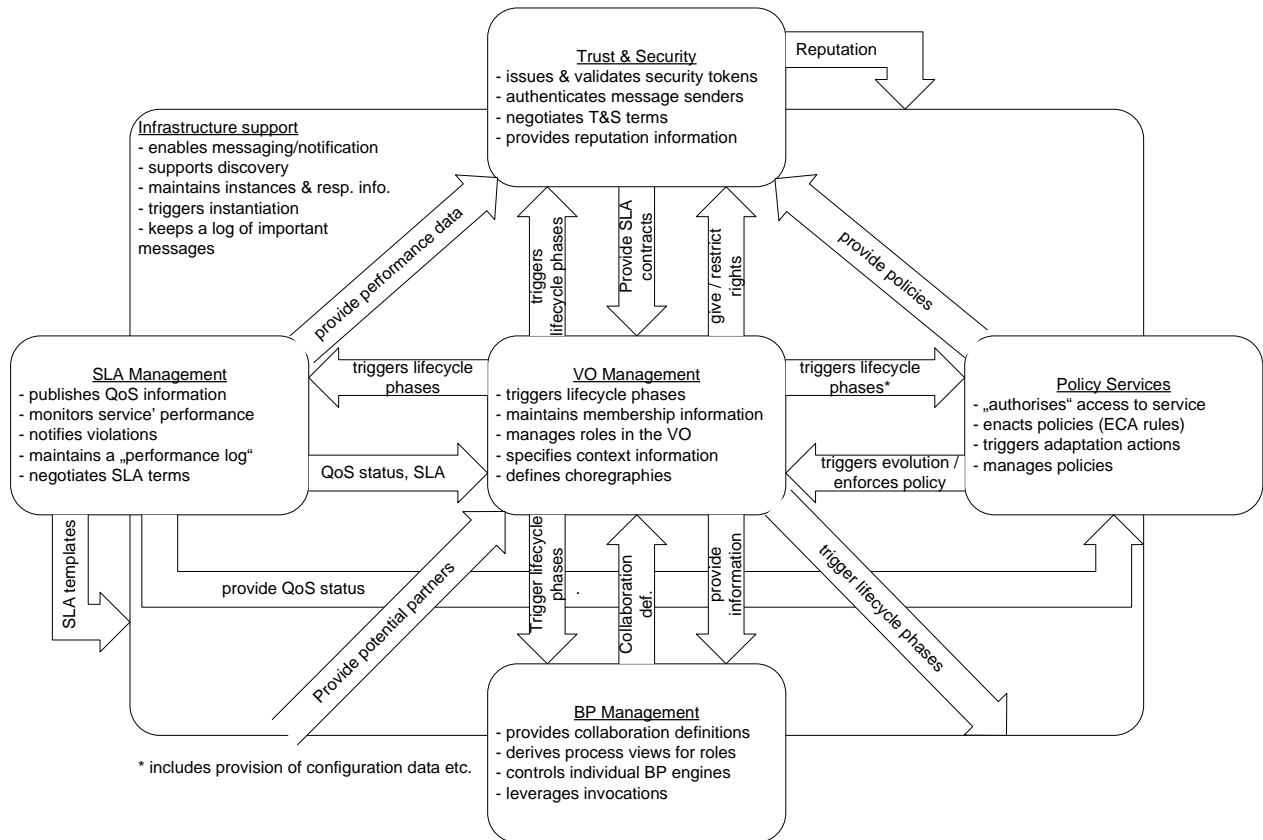 Trust & Security
- issues & validates security tokens
- authenticates message senders
- negotiates T&S terms
- provides reputation information
Reputation
Infrastructure support
- enables messaging/notification
- supports discovery
- maintains instances & resp. info.
- triggers instantiation
- keeps a log of important
messages
provide performance data
triggers
lifecycle phases
Provide SLA
contracts
give / restrict
rights
provide policies
SLA Management
- publishes QoS information
- monitors service' performance
- notifies violations
- maintains a „performance log“
- negotiates SLA terms
triggers lifecycle
phases
VO Management
- triggers lifecycle phases
- maintains membership information
- manages roles in the VO
- specifies context information
- defines choregraphies
triggers lifecycle
phases*
Policy Services
- „authorises“ access to service
- enacts policies (ECA rules)
- triggers adaptation actions
- manages policies
QoS status, SLA
triggers evolution /
enforces policy
SLA templates
provide QoS status
Provide potential partners
Trigger lifecycle
phases
.
Collaboration
def.
provide
information
trigger lifecycle phases
BP Management
- provides collaboration definitions
- derives process views for roles
- controls individual BP engines
- leverages invocations
* includes provision of configuration data etc.